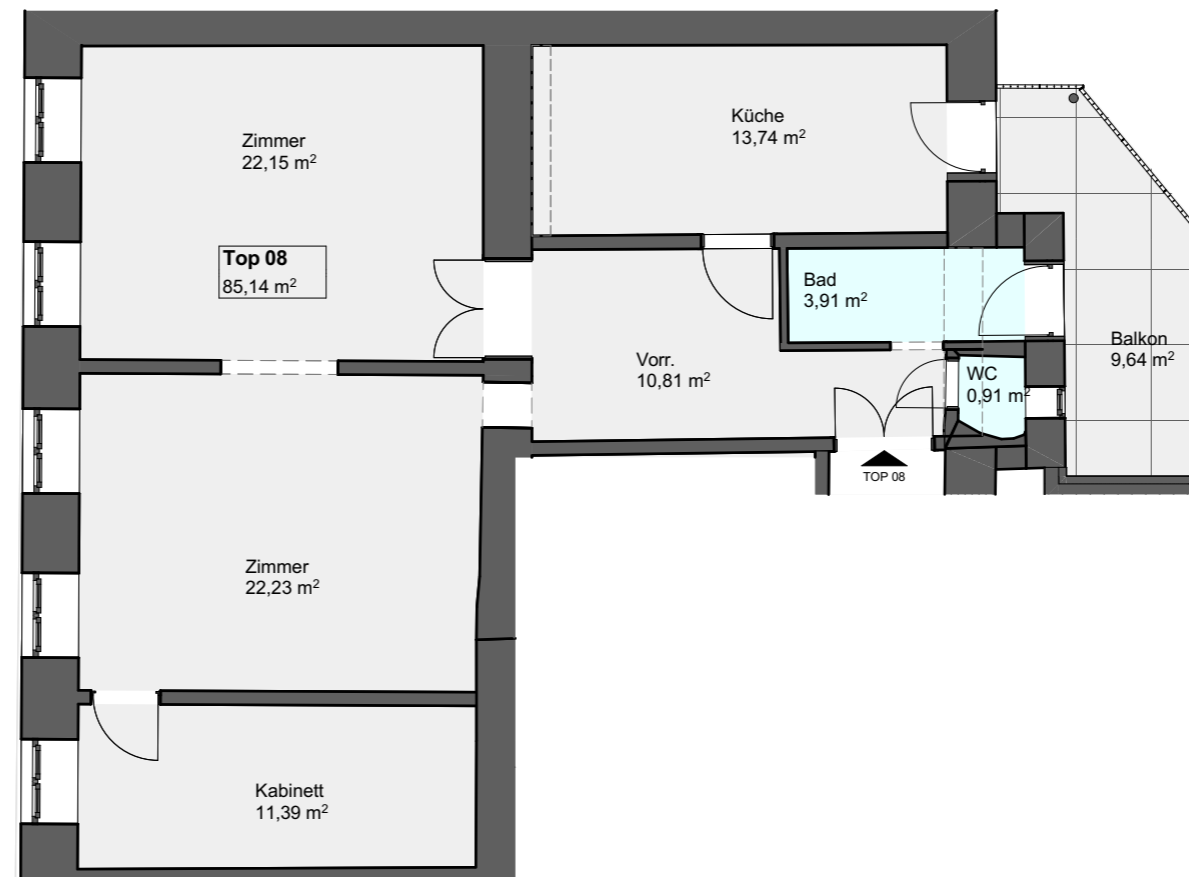 Zimmer
22,15 m²
Top 08
85,14 m²
Küche
13,74 m²
Bad
3,91 m²
Vorr.
10,81 m²
WC
0,91 m²
Balkon
9,64 m²
TOP 08
Zimmer
22,23 m²
Kabinett
11,39 m²